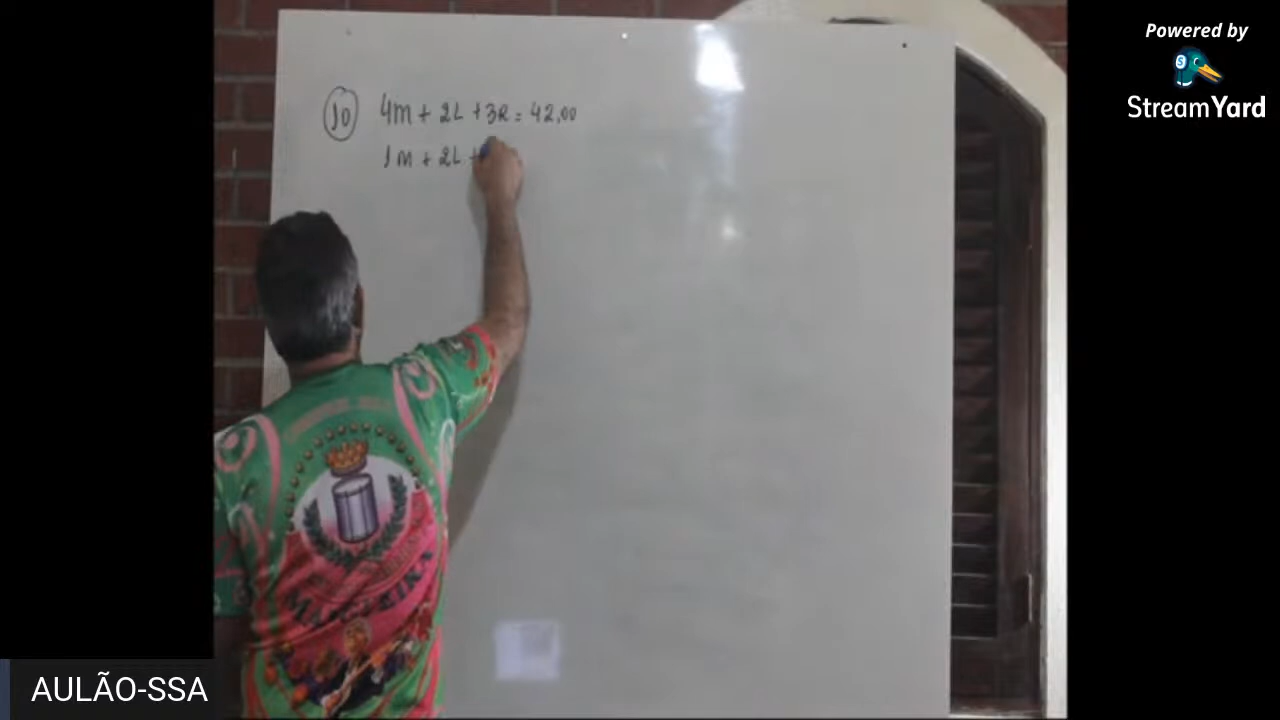 Powered by
StreamYard
10 4M + 2L + 3R = 42,00
1M + 2L +
AULÃO-SSA